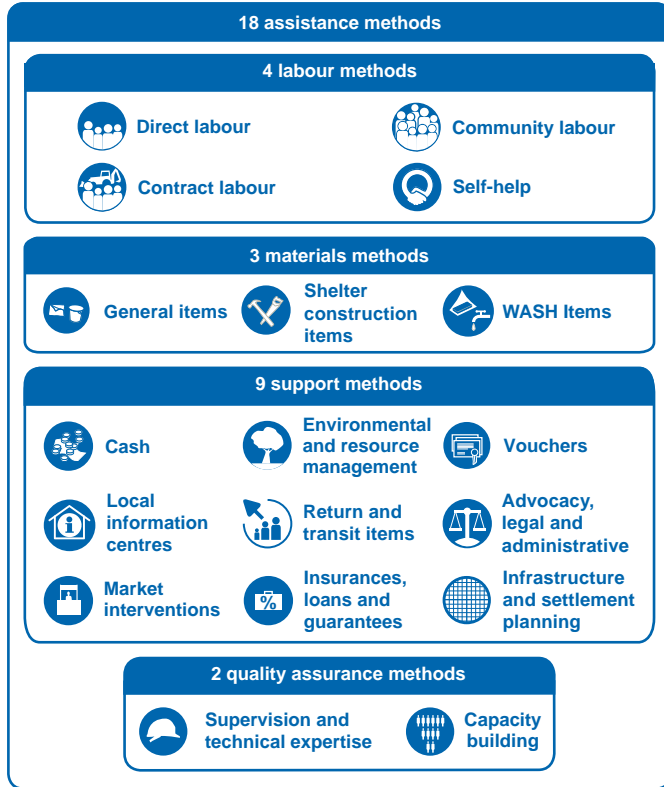 18 assistance methods
4 labour methods
Direct labour
Community labour
Contract labour
Self-help
3 materials methods
General items
Shelter
construction
items
WASH Items
9 support methods
Cash
Environmental
and resource
management
Vouchers
Local
information
centres
Return and
transit items
Advocacy,
legal and
administrative
Market
interventions
%
Insurances,
loans and
guarantees
Infrastructure
and settlement
planning
2 quality assurance methods
Supervision and
technical expertise
Capacity
building